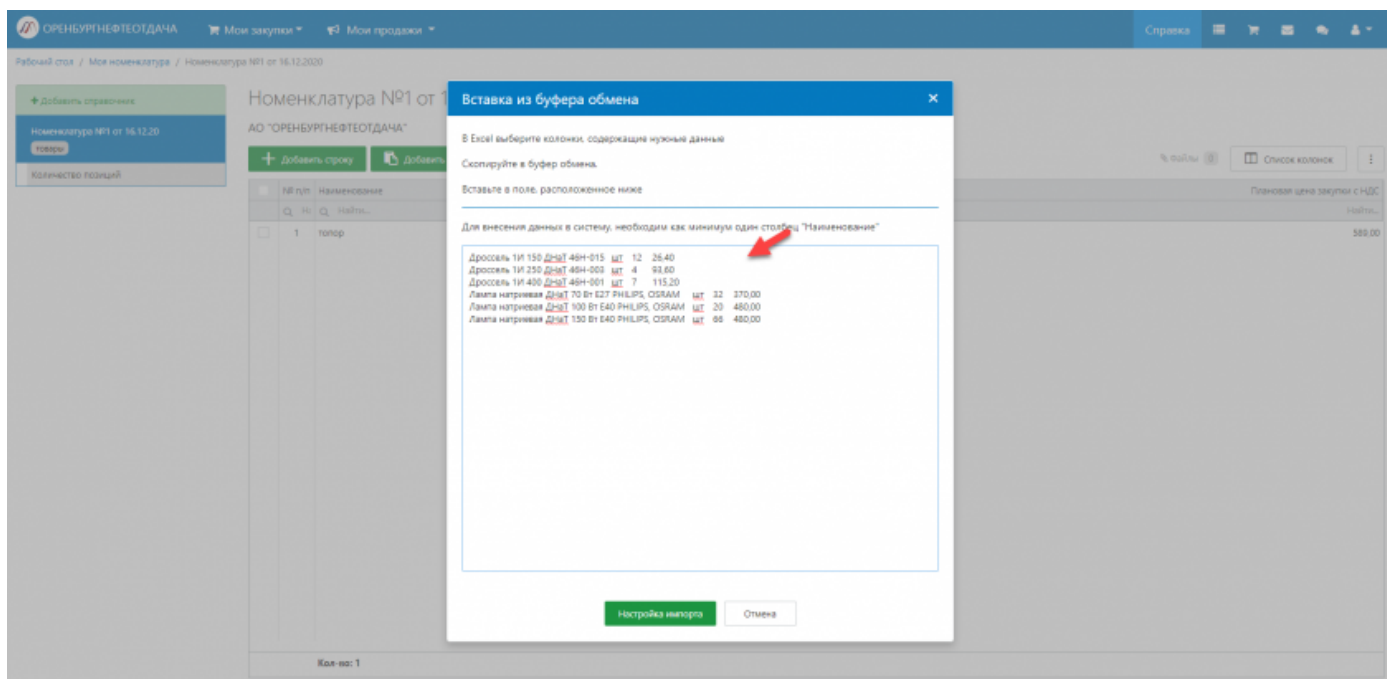 ОРЕНБУРГНЕФТЕОТДАЧА Мои закупки Мои продажи Справка
Рабочий стол / Моя номенклатура / Номенклатура №1 от 16.12.2020
+ Добавить справочник
Номенклатура №1 от 16.12.20
товары
Количество позиций
Номенклатура №1 от 1
АО "ОРЕНБУРГНЕФТЕОТДАЧА"
+ Добавить строку Добавить
Файлы 0 Список колонок
№ п/п Наименование Плановая цена закупки с НДС
Найти... Найти...
1 топор 589,00
Кол-во: 1
Вставка из буфера обмена ×
В Excel выберите колонки, содержащие нужные данные
Скопируйте в буфер обмена.
Вставьте в поле, расположенное ниже
Для внесения данных в систему, необходим как минимум один столбец "Наименование"
Дроссель 1И 150 ДНаТ 46Н-015 шт 12 26,40
Дроссель 1И 250 ДНаТ 46Н-003 шт 4 93,60
Дроссель 1И 400 ДНаТ 46Н-001 шт 7 115,20
Лампа натриевая ДНаТ 70 Вт Е27 PHILIPS, OSRAM шт 32 370,00
Лампа натриевая ДНаТ 100 Вт Е40 PHILIPS, OSRAM шт 20 480,00
Лампа натриевая ДНаТ 150 Вт Е40 PHILIPS, OSRAM шт 66 480,00
Настройка импорта Отмена